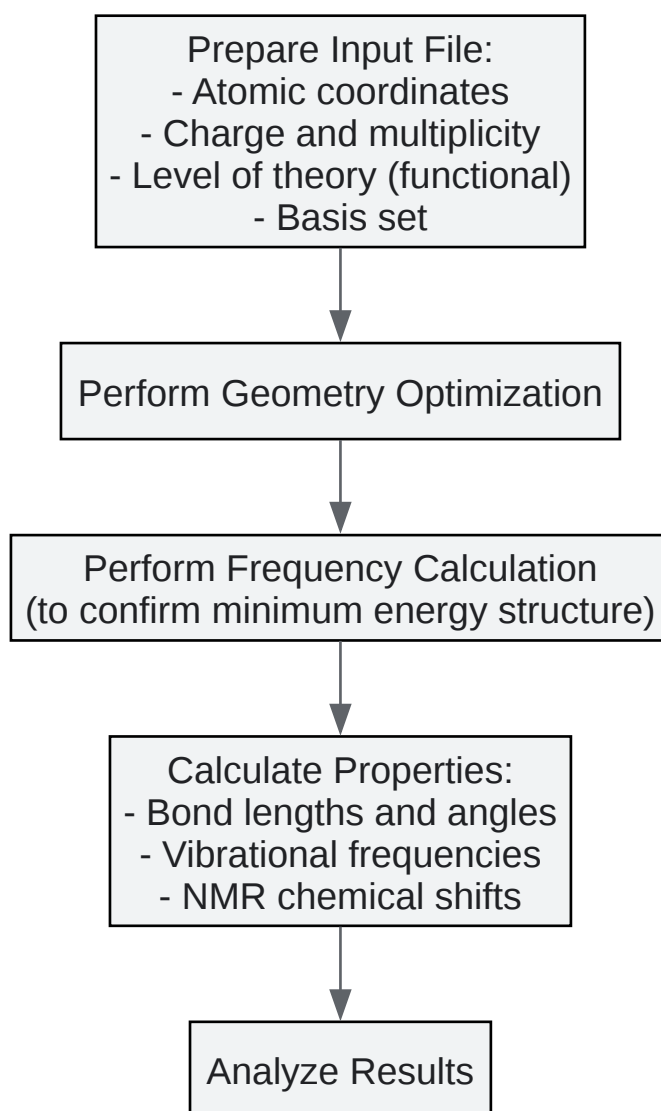 Prepare Input File:
- Atomic coordinates
- Charge and multiplicity
- Level of theory (functional)
- Basis set
Perform Geometry Optimization
Perform Frequency Calculation
(to confirm minimum energy structure)
Calculate Properties:
- Bond lengths and angles
- Vibrational frequencies
- NMR chemical shifts
Analyze Results